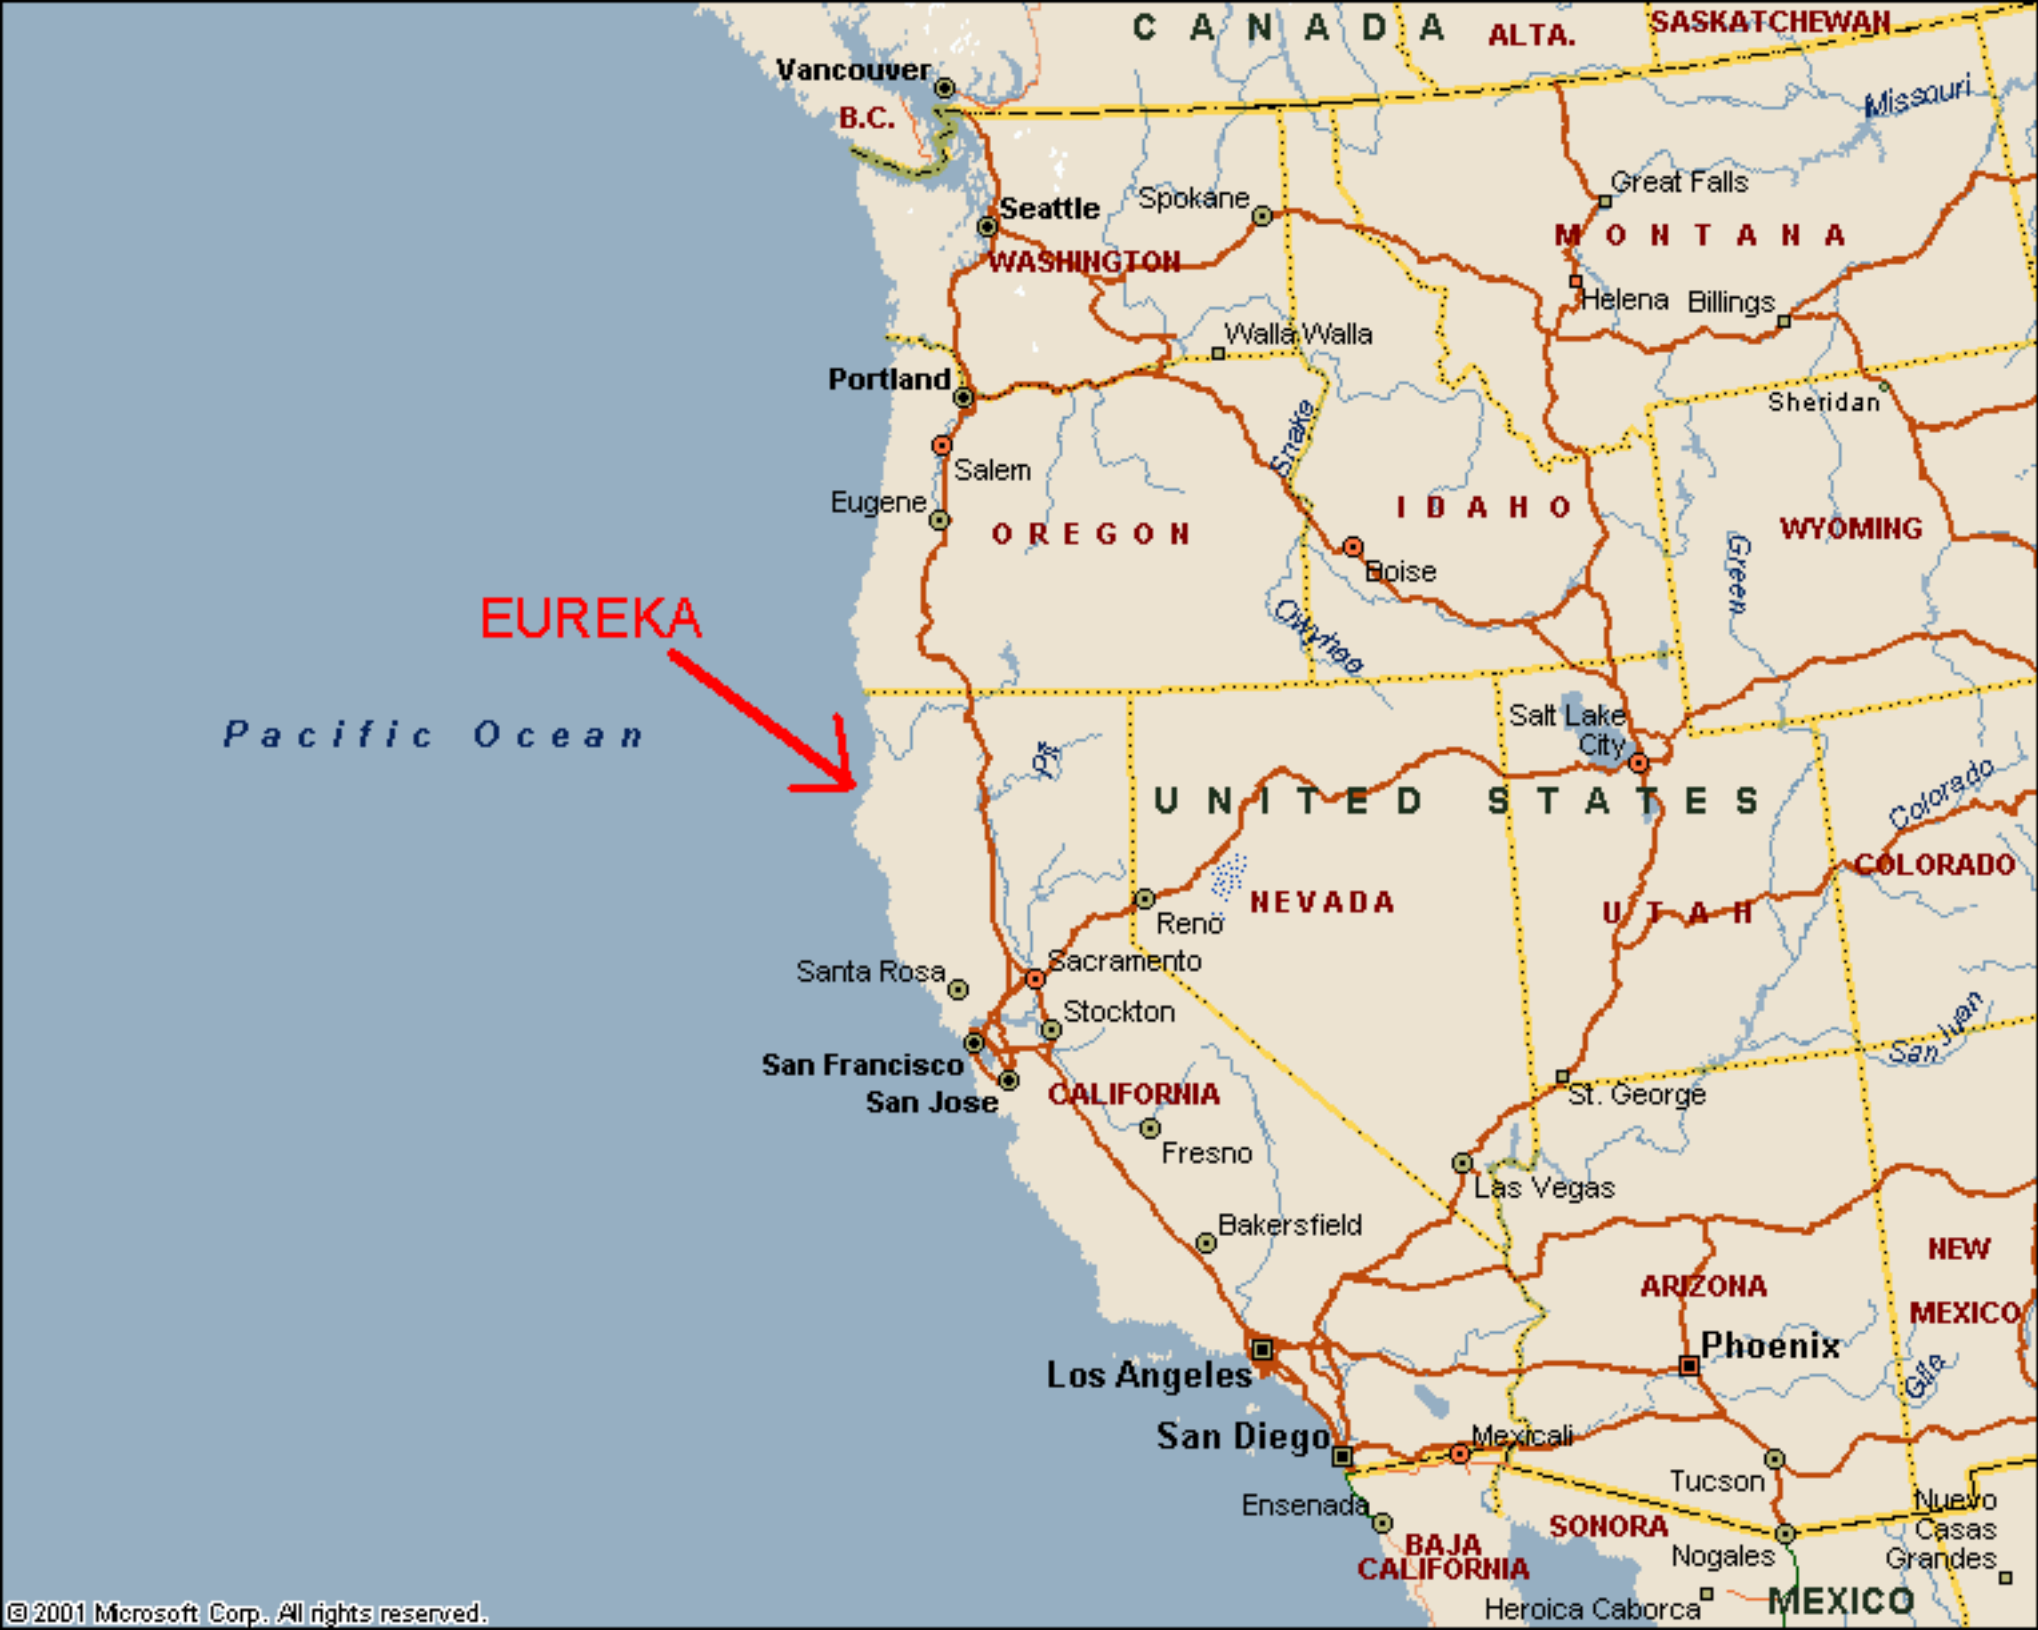 CANADA
ALTA.
SASKATCHEWAN
Vancouver
B.C.
Missouri
Great Falls
Seattle
Spokane
MONTANA
WASHINGTON
Helena
Billings
Walla Walla
Portland
Sheridan
Snake
Salem
Eugene
OREGON
IDAHO
WYOMING
Green
Boise
EUREKA
Owyhee
Salt Lake
City
Pacific Ocean
Pit
UNITED STATES
Colorado
COLORADO
NEVADA
UTAH
Reno
Sacramento
Santa Rosa
Stockton
San Juan
San Francisco
San Jose
CALIFORNIA
St. George
Fresno
Las Vegas
Bakersfield
NEW
MEXICO
ARIZONA
Phoenix
Los Angeles
Gila
San Diego
Mexicali
Tucson
Ensenada
Nuevo
Casas
Grandes
SONORA
BAJA
CALIFORNIA
Nogales
Heroica Caborca
MEXICO
© 2001 Microsoft Corp. All rights reserved.